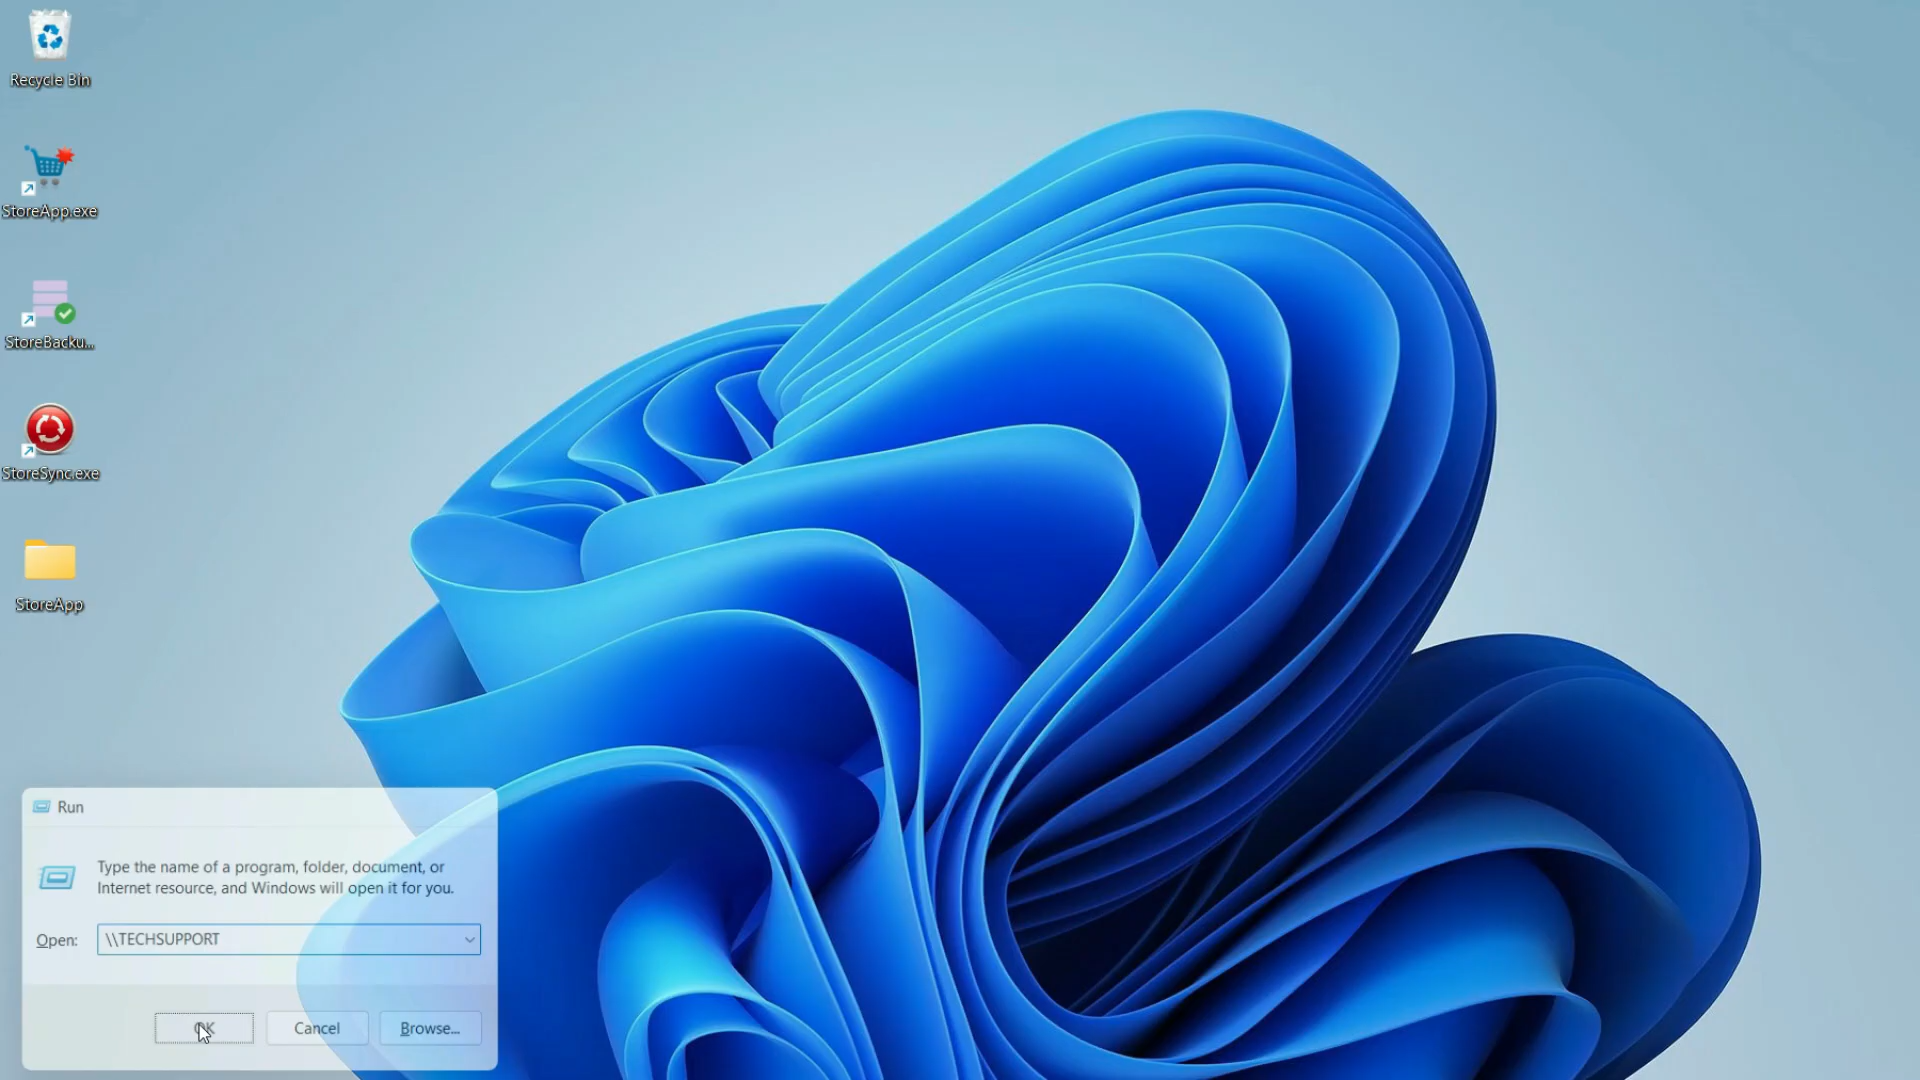 Recycle Bin
StoreApp.exe
StoreBacku...
StoreSync.exe
StoreApp
Run
Type the name of a program, folder, document, or
Internet resource, and Windows will open it for you.
Open: \\TECHSUPPORT
OK Cancel Browse...